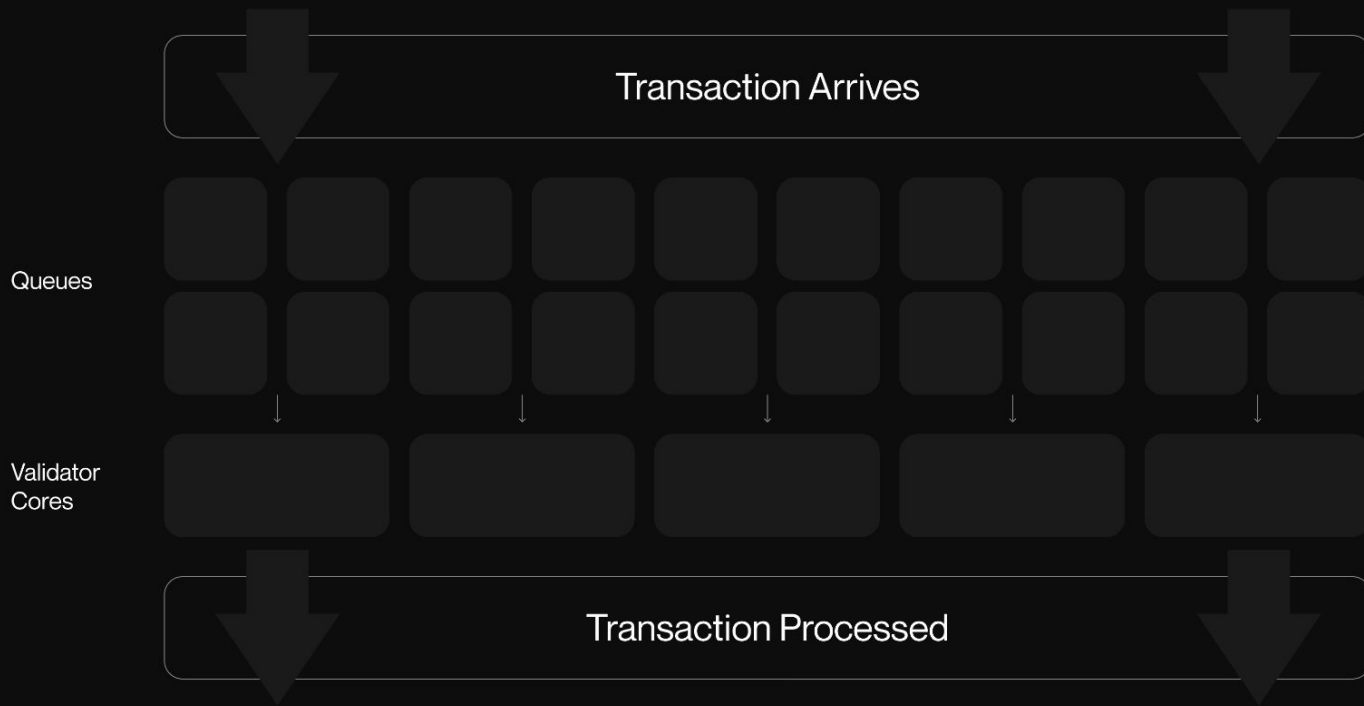 Transaction Arrives
Queues
Validator
Cores
Transaction Processed